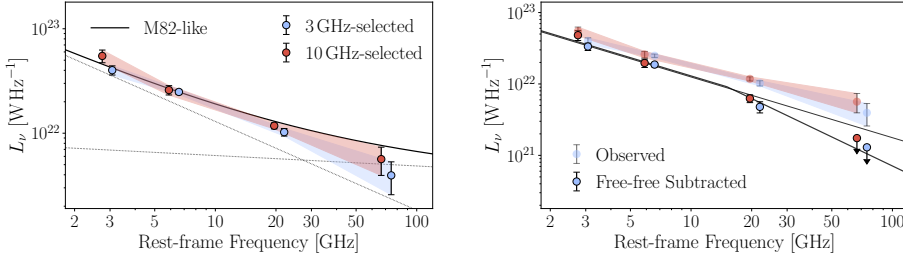 10^23
10^22
L_ν [W Hz^−1]
M82-like
3 GHz-selected
10 GHz-selected
2 3 5 10 20 30 50 100
Rest-frame Frequency [GHz]
10^23
10^22
10^21
L_ν [W Hz^−1]
Observed
Free-free Subtracted
2 3 5 10 20 30 50 100
Rest-frame Frequency [GHz]